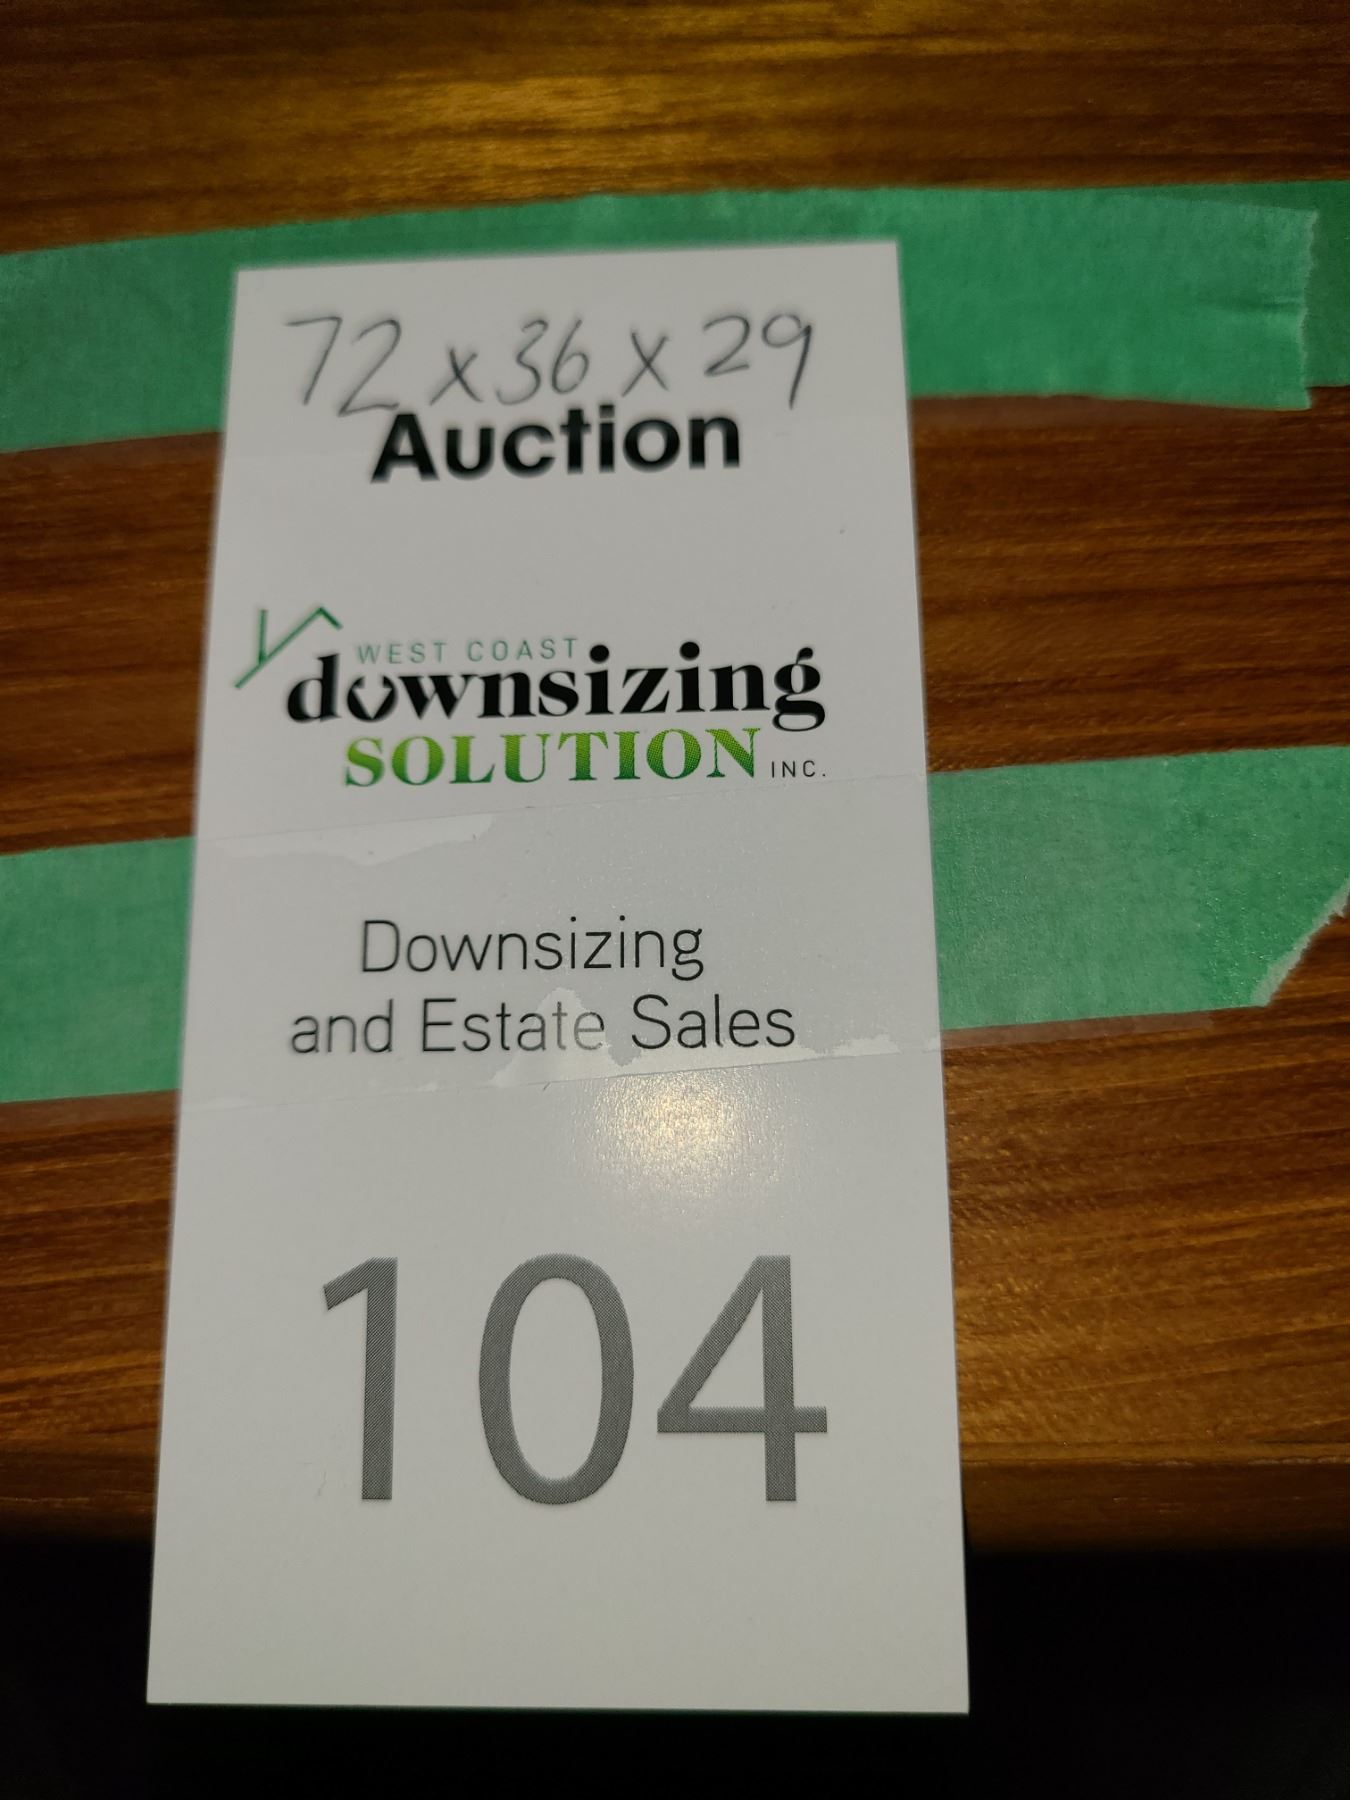 72 x 36 x 29
Auction
WEST COAST
downsizing
SOLUTION INC.
Downsizing
and Estate Sales
104